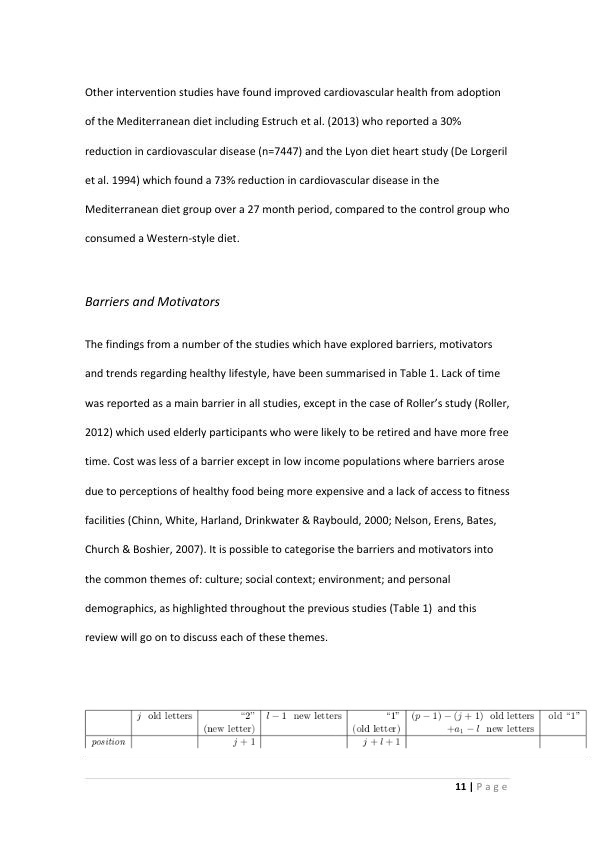 Other intervention studies have found improved cardiovascular health from adoption
of the Mediterranean diet including Estruch et al. (2013) who reported a 30%
reduction in cardiovascular disease (n=7447) and the Lyon diet heart study (De Lorgeril
et al. 1994) which found a 73% reduction in cardiovascular disease in the
Mediterranean diet group over a 27 month period, compared to the control group who
consumed a Western-style diet.
Barriers and Motivators
The findings from a number of the studies which have explored barriers, motivators
and trends regarding healthy lifestyle, have been summarised in Table 1. Lack of time
was reported as a main barrier in all studies, except in the case of Roller’s study (Roller,
2012) which used elderly participants who were likely to be retired and have more free
time. Cost was less of a barrier except in low income populations where barriers arose
due to perceptions of healthy food being more expensive and a lack of access to fitness
facilities (Chinn, White, Harland, Drinkwater & Raybould, 2000; Nelson, Erens, Bates,
Church & Boshier, 2007). It is possible to categorise the barriers and motivators into
the common themes of: culture; social context; environment; and personal
demographics, as highlighted throughout the previous studies (Table 1)  and this
review will go on to discuss each of these themes.
j old letters “2” l − 1 new letters “1” (p − 1) − (j + 1) old letters old “1”
(new letter) (old letter) +a₁ − l new letters
position j + 1 j + l + 1
11 | Page